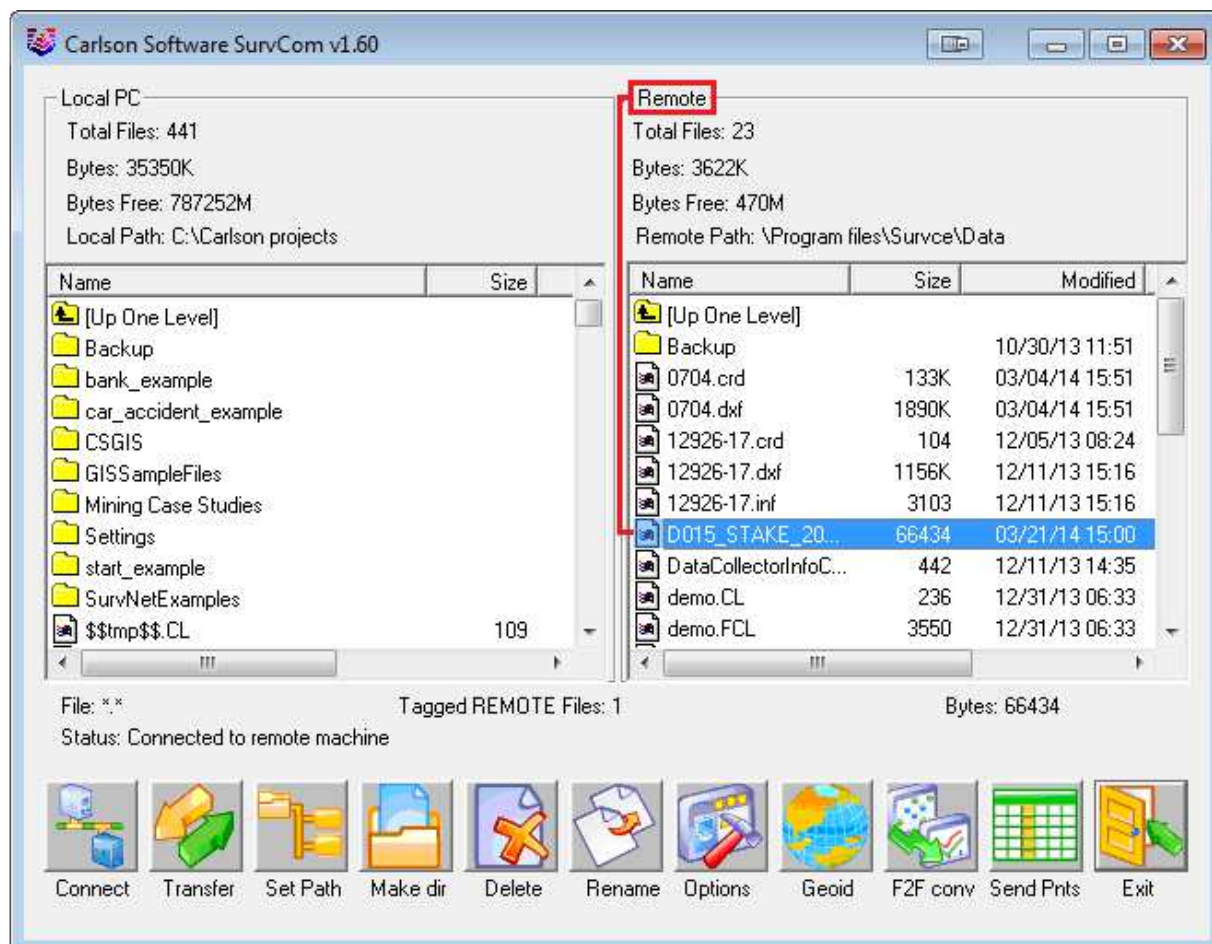 Carlson Software SurvCom v1.60
Local PC
Total Files: 441
Bytes: 35350K
Bytes Free: 787252M
Local Path: C:\Carlson projects
Name Size
[Up One Level]
Backup
bank_example
car_accident_example
CSGIS
GISSampleFiles
Mining Case Studies
Settings
start_example
SurvNetExamples
$$tmp$$.CL 109
Remote
Total Files: 23
Bytes: 3622K
Bytes Free: 470M
Remote Path: \Program files\Survce\Data
Name Size Modified
[Up One Level]
Backup 10/30/13 11:51
0704.crd 133K 03/04/14 15:51
0704.dxf 1890K 03/04/14 15:51
12926-17.crd 104 12/05/13 08:24
12926-17.dxf 1156K 12/11/13 15:16
12926-17.inf 3103 12/11/13 15:16
D015_STAKE_20... 66434 03/21/14 15:00
DataCollectorInfoC... 442 12/11/13 14:35
demo.CL 236 12/31/13 06:33
demo.FCL 3550 12/31/13 06:33
File: *.* Tagged REMOTE Files: 1 Bytes: 66434
Status: Connected to remote machine
Connect Transfer Set Path Make dir Delete Rename Options Geoid F2F conv Send Pnts Exit